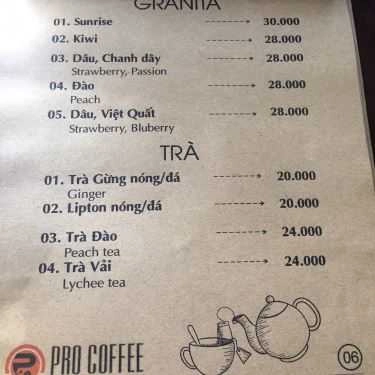 GRANITA
01. Sunrise 30.000
02. Kiwi 28.000
03. Dâu, Chanh dây 28.000
Strawberry, Passion
04. Đào 28.000
Peach
05. Dâu, Việt Quất 28.000
Strawberry, Bluberry
TRÀ
01. Trà Gừng nóng/đá 20.000
Ginger
02. Lipton nóng/đá 20.000
03. Trà Đào 24.000
Peach tea
04. Trà Vải 24.000
Lychee tea
PRO COFFEE
06